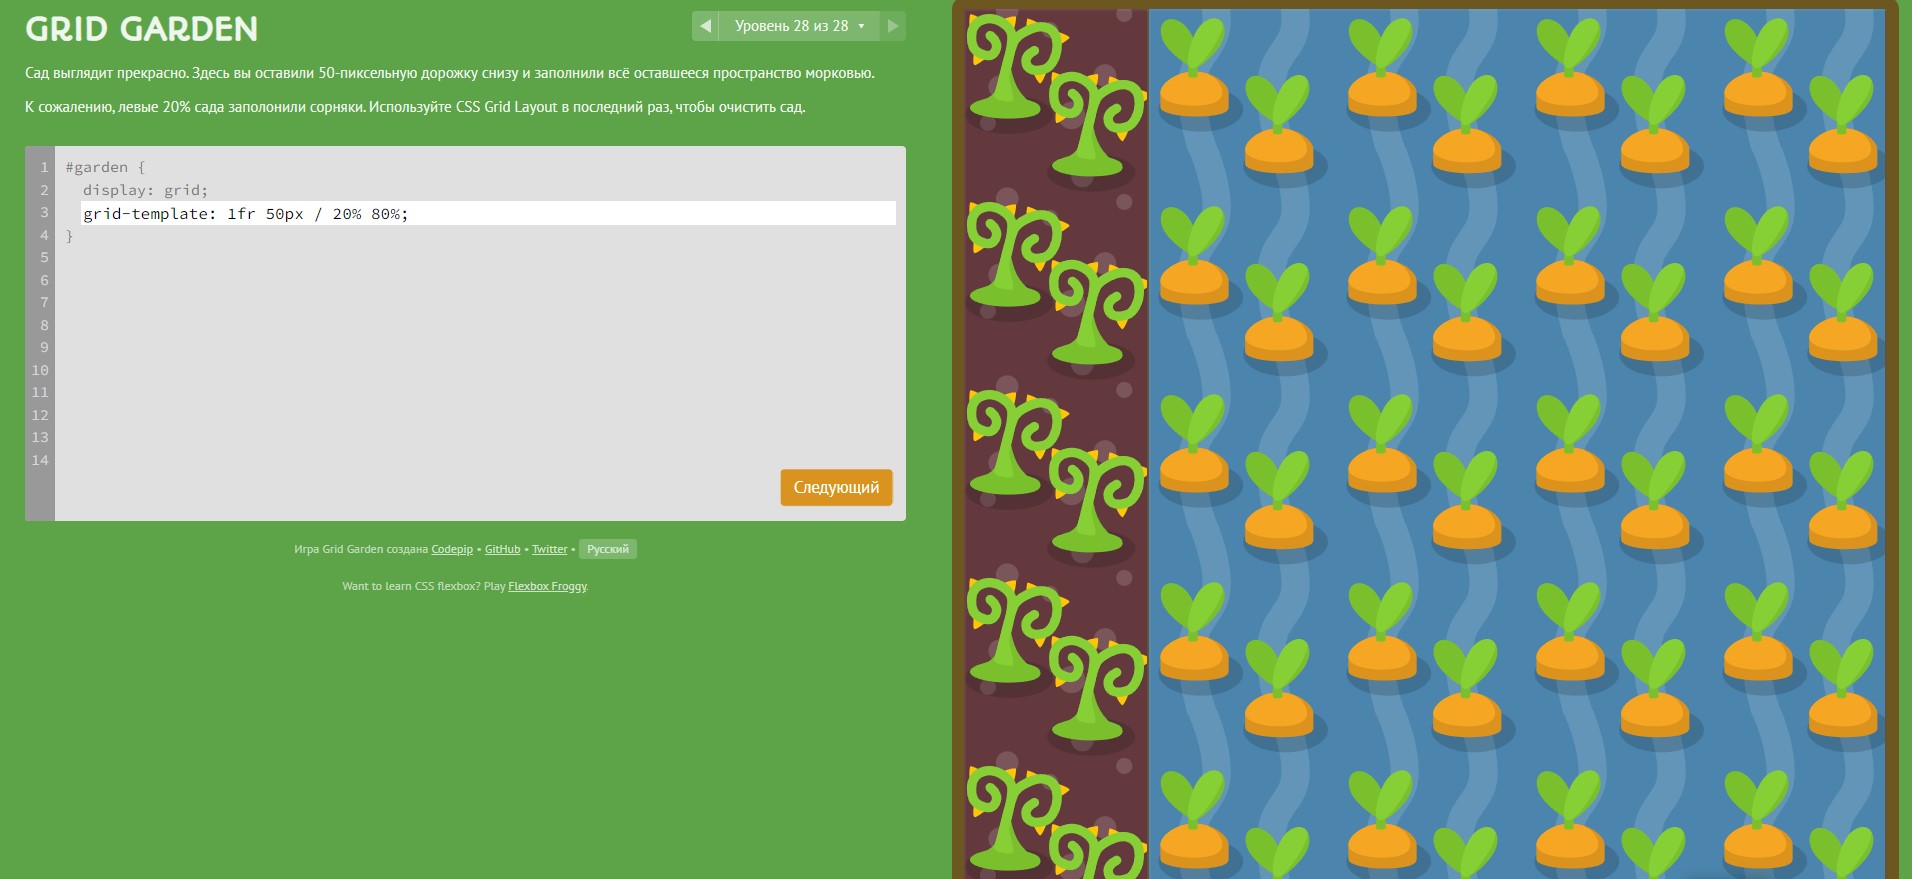 GRID GARDEN
◀ Уровень 28 из 28 ▾ ▶
Сад выглядит прекрасно. Здесь вы оставили 50-пиксельную дорожку снизу и заполнили всё оставшееся пространство морковью.
К сожалению, левые 20% сада заполонили сорняки. Используйте CSS Grid Layout в последний раз, чтобы очистить сад.
1 #garden {
2 display: grid;
3 grid-template: 1fr 50px / 20% 80%;
4 }
5
6
7
8
9
10
11
12
13
14
Следующий
Игра Grid Garden создана Codepip • GitHub • Twitter • Русский
Want to learn CSS flexbox? Play Flexbox Froggy.